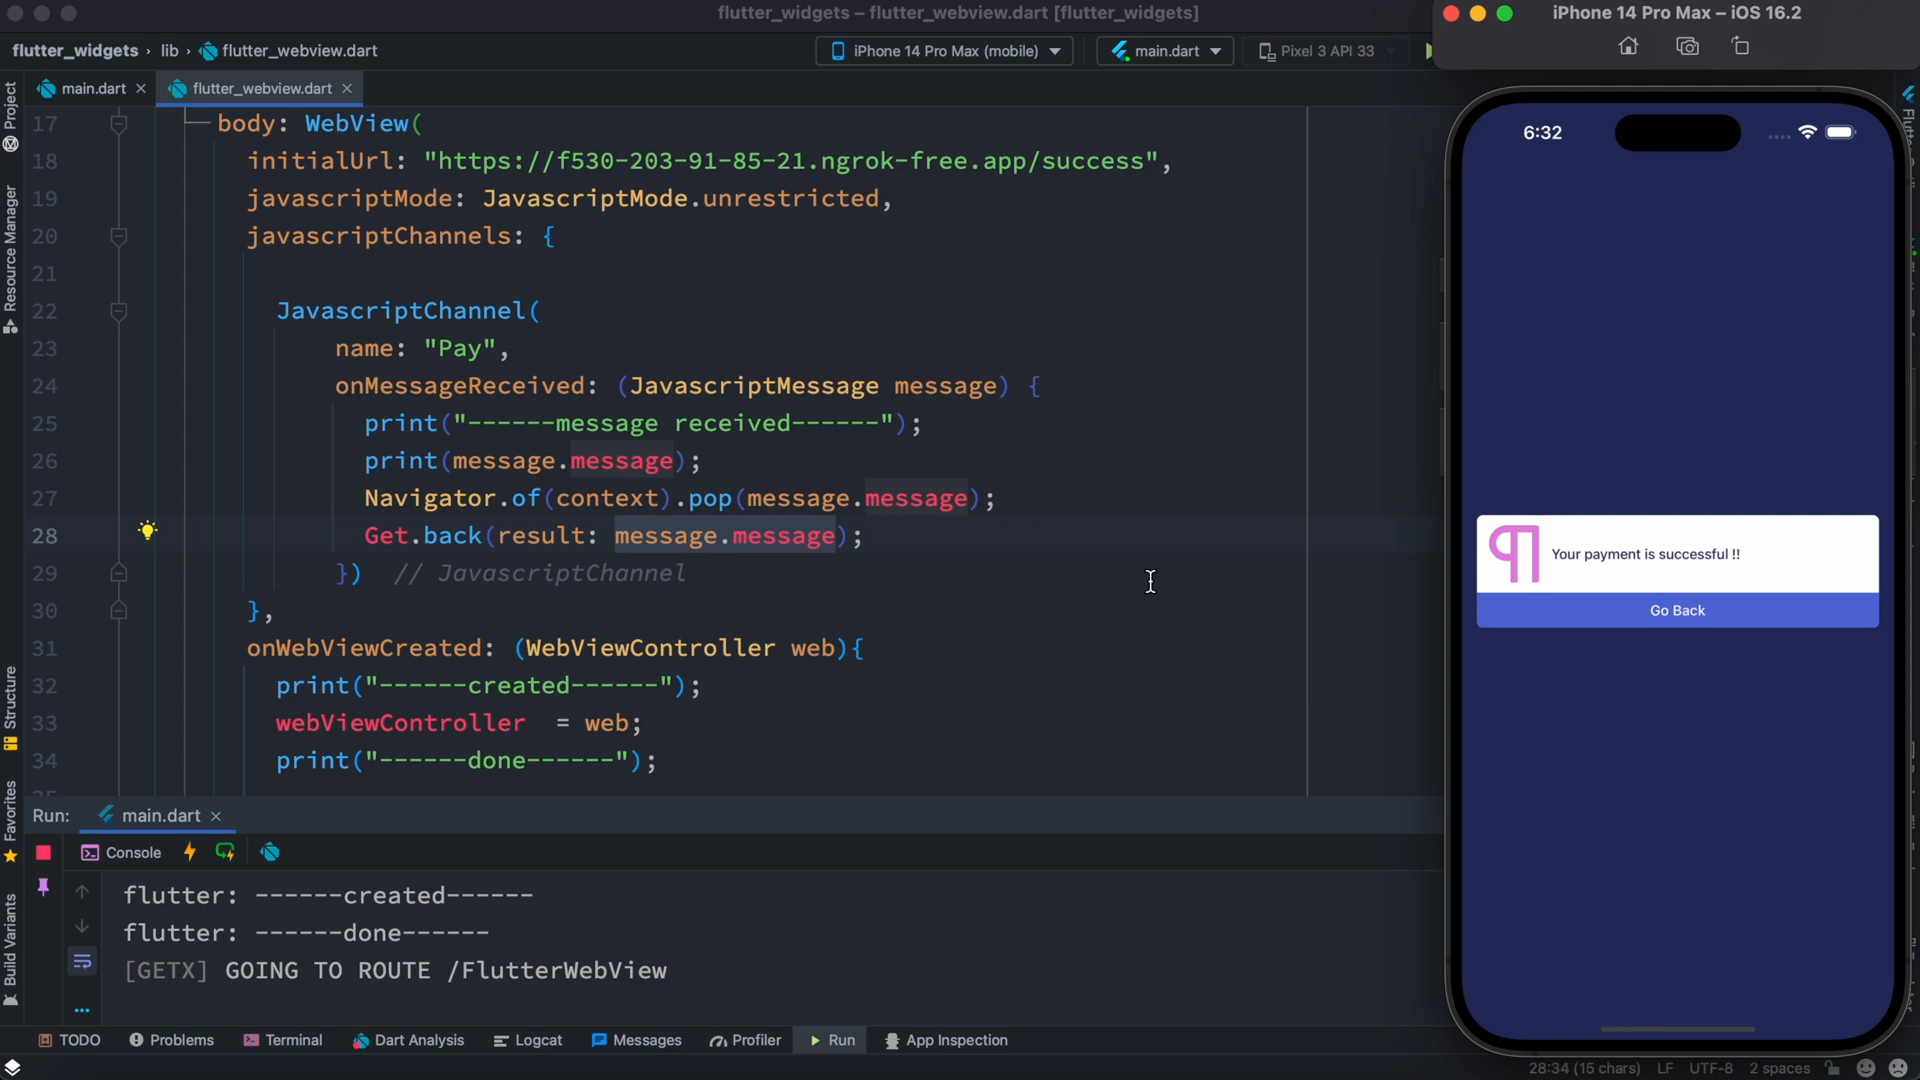 flutter_widgets – flutter_webview.dart [flutter_widgets]
iPhone 14 Pro Max – iOS 16.2
flutter_widgets › lib › flutter_webview.dart
iPhone 14 Pro Max (mobile)
main.dart
Pixel 3 API 33
main.dart
flutter_webview.dart
Project
Resource Manager
Structure
Favorites
Build Variants
17 body: WebView(
18 initialUrl: "https://f530-203-91-85-21.ngrok-free.app/success",
19 javascriptMode: JavascriptMode.unrestricted,
20 javascriptChannels: {
21
22 JavascriptChannel(
23 name: "Pay",
24 onMessageReceived: (JavascriptMessage message) {
25 print("------message received------");
26 print(message.message);
27 Navigator.of(context).pop(message.message);
28 Get.back(result: message.message);
29 }) // JavascriptChannel
30 },
31 onWebViewCreated: (WebViewController web){
32 print("------created------");
33 webViewController = web;
34 print("------done------");
6:32
Your payment is successful !!
Go Back
Run: main.dart
Console
flutter: ------created------
flutter: ------done------
[GETX] GOING TO ROUTE /FlutterWebView
TODO Problems Terminal Dart Analysis Logcat Messages Profiler Run App Inspection
28:34 (15 chars) LF UTF-8 2 spaces